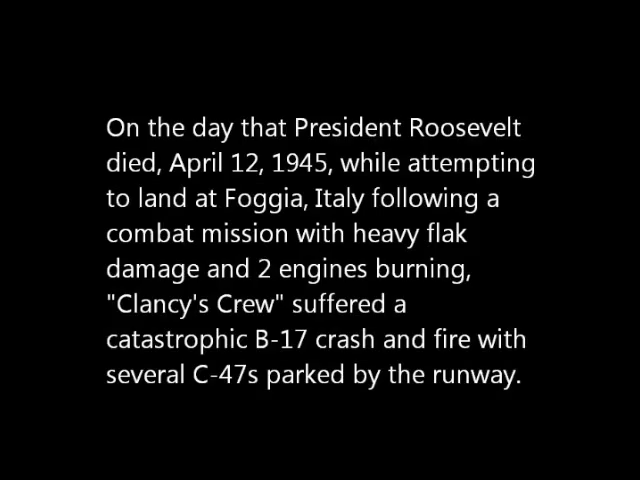 On the day that President Roosevelt
died, April 12, 1945, while attempting
to land at Foggia, Italy following a
combat mission with heavy flak
damage and 2 engines burning,
"Clancy's Crew" suffered a
catastrophic B-17 crash and fire with
several C-47s parked by the runway.